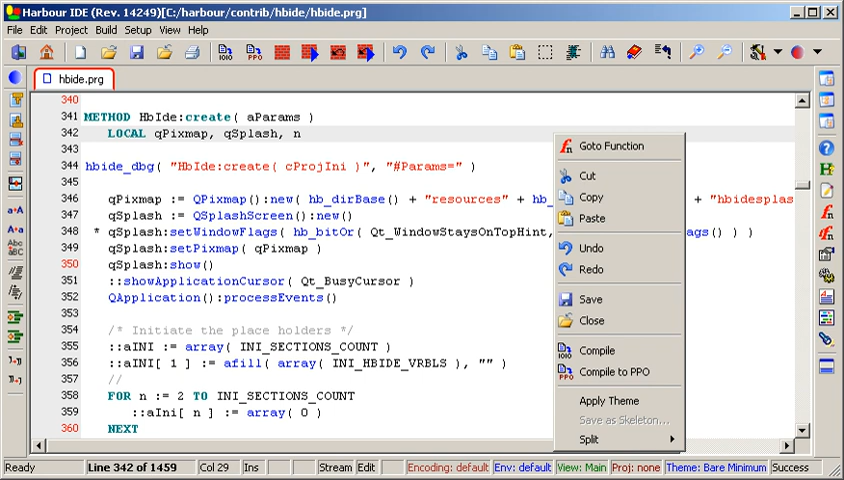 Harbour IDE (Rev. 14249)[C:/harbour/contrib/hbide/hbide.prg]
File Edit Project Build Setup View Help
hbide.prg
340
341 METHOD HbIde:create( aParams )
342 LOCAL qPixmap, qSplash, n
343
344 hbide_dbg( "HbIde:create( cProjIni )", "#Params=" )
345
346 qPixmap := QPixmap():new( hb_dirBase() + "resources" + hb_ + "hbidesplas
347 qSplash := QSplashScreen():new()
348 * qSplash:setWindowFlags( hb_bitOr( Qt_WindowStaysOnTopHint, ags() ) )
349 qSplash:setPixmap( qPixmap )
350 qSplash:show()
351 ::showApplicationCursor( Qt_BusyCursor )
352 QApplication():processEvents()
353
354 /* Initiate the place holders */
355 ::aINI := array( INI_SECTIONS_COUNT )
356 ::aINI[ 1 ] := afill( array( INI_HBIDE_VRBLS ), "" )
357 //
358 FOR n := 2 TO INI_SECTIONS_COUNT
359 ::aIni[ n ] := array( 0 )
360 NEXT
Goto Function
Cut
Copy
Paste
Undo
Redo
Save
Close
Compile
Compile to PPO
Apply Theme
Save as Skeleton...
Split
Ready Line 342 of 1459 Col 29 Ins Stream Edit Encoding: default Env: default View: Main Proj: none Theme: Bare Minimum Success